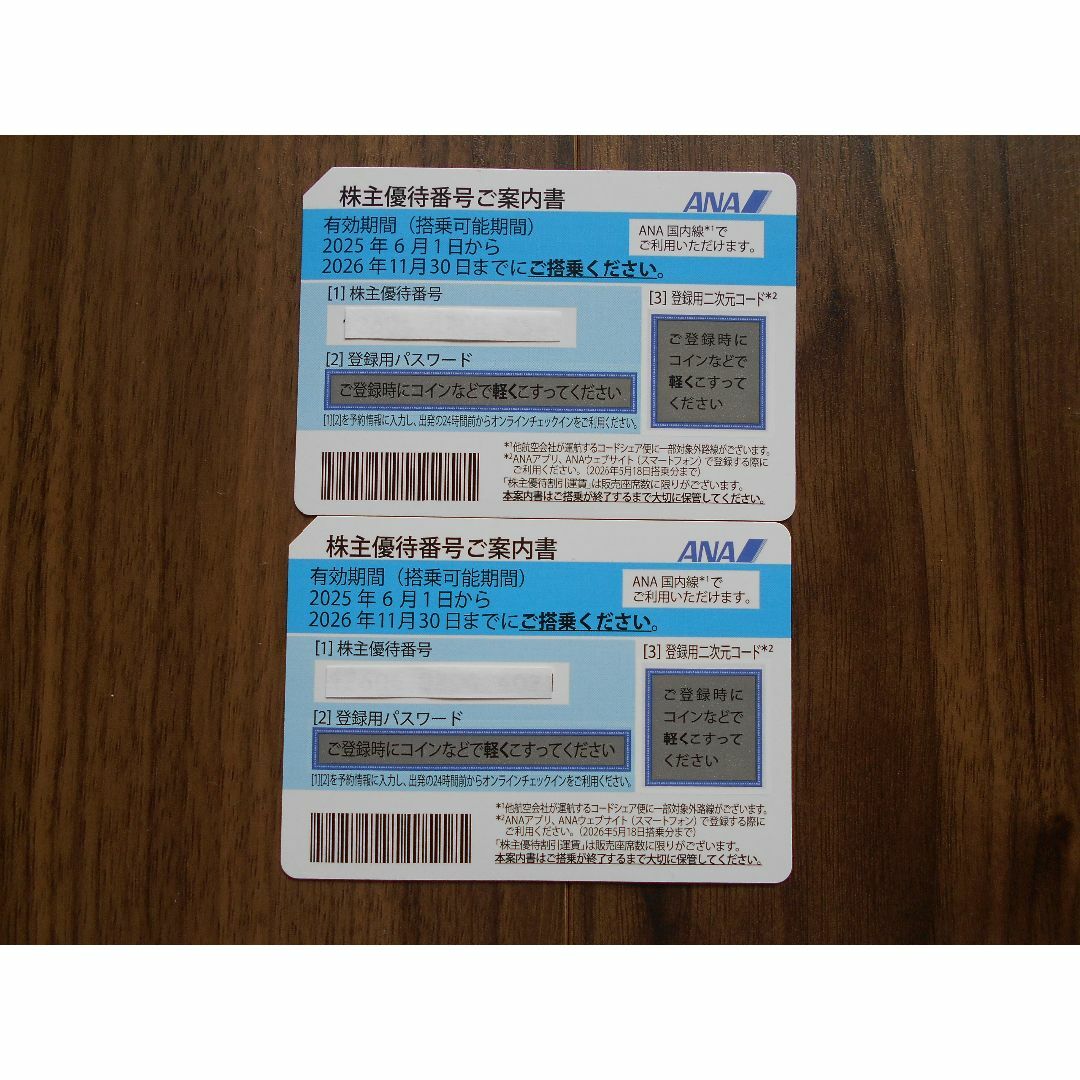 株主優待番号ご案内書
ANA
有効期間（搭乗可能期間）
2025年6月1日から
2026年11月30日までにご搭乗ください。
ANA国内線*1で
ご利用いただけます。
[1] 株主優待番号
[2] 登録用パスワード
ご登録時にコインなどで軽くこすってください
[1][2]を予約情報に入力し、出発の24時間前からオンラインチェックインをご利用ください。
[3] 登録用二次元コード*2
ご登録時に
コインなどで
軽くこすって
ください
*1他航空会社が運航するコードシェア便に一部対象外路線がございます。
*2ANAアプリ、ANAウェブサイト（スマートフォン）で登録する際に
ご利用ください。（2026年5月18日搭乗分まで）
「株主優待割引運賃」は販売座席数に限りがございます。
本案内書はご搭乗が終了するまで大切に保管してください。
株主優待番号ご案内書
ANA
有効期間（搭乗可能期間）
2025年6月1日から
2026年11月30日までにご搭乗ください。
ANA国内線*1で
ご利用いただけます。
[1] 株主優待番号
[2] 登録用パスワード
ご登録時にコインなどで軽くこすってください
[1][2]を予約情報に入力し、出発の24時間前からオンラインチェックインをご利用ください。
[3] 登録用二次元コード*2
ご登録時に
コインなどで
軽くこすって
ください
*1他航空会社が運航するコードシェア便に一部対象外路線がございます。
*2ANAアプリ、ANAウェブサイト（スマートフォン）で登録する際に
ご利用ください。（2026年5月18日搭乗分まで）
「株主優待割引運賃」は販売座席数に限りがございます。
本案内書はご搭乗が終了するまで大切に保管してください。